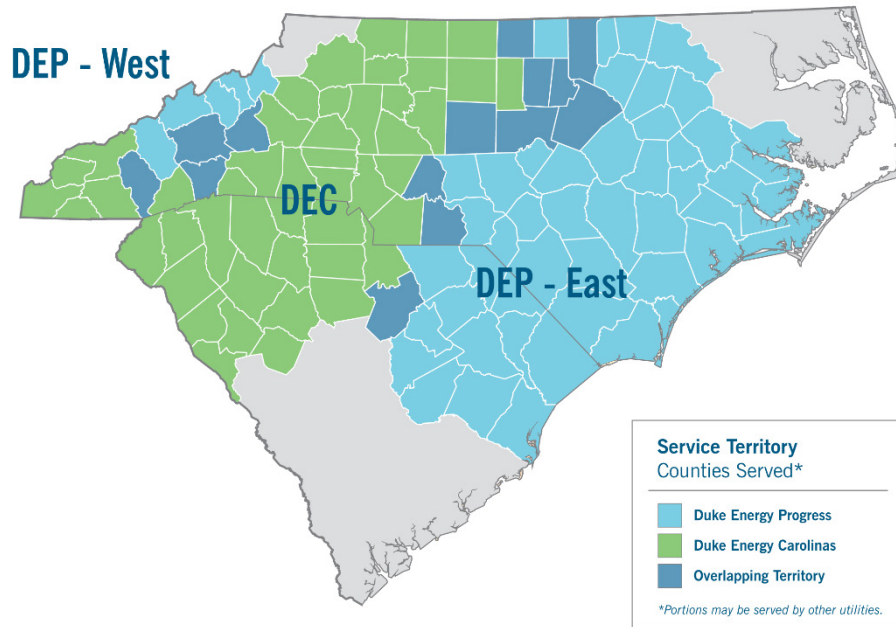 DEP - West
DEC
DEP - East
Service Territory
Counties Served*
Duke Energy Progress
Duke Energy Carolinas
Overlapping Territory
*Portions may be served by other utilities.